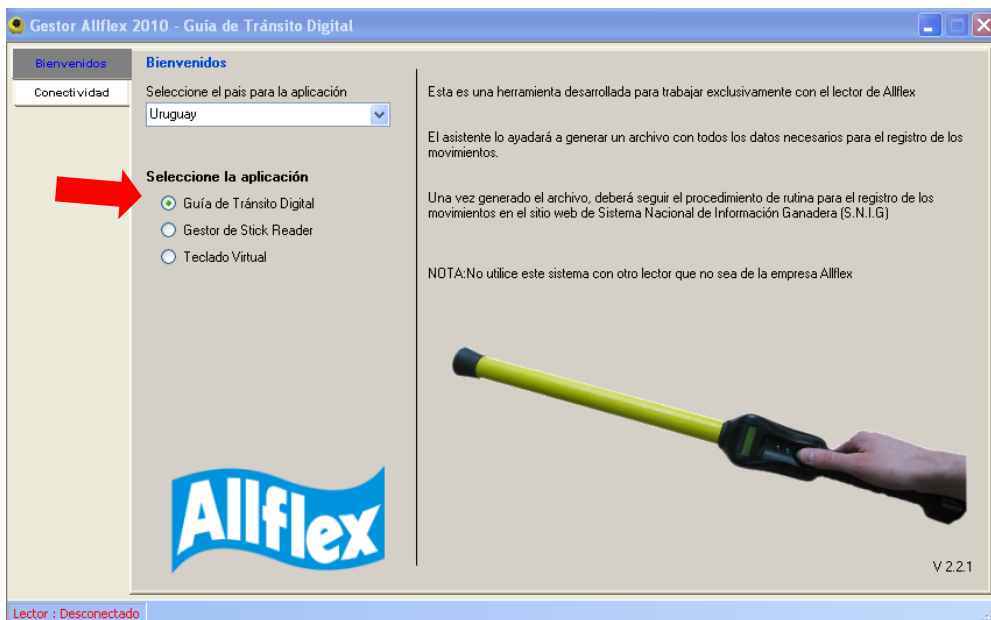 Gestor Allflex 2010 - Guía de Tránsito Digital
Bienvenidos
Conectividad
Bienvenidos
Seleccione el pais para la aplicación
Uruguay
Seleccione la aplicación
Guía de Tránsito Digital
Gestor de Stick Reader
Teclado Virtual
Allflex
Esta es una herramienta desarrollada para trabajar exclusivamente con el lector de Allflex
El asistente lo ayadará a generar un archivo con todos los datos necesarios para el registro de los
movimientos.
Una vez generado el archivo, deberá seguir el procedimiento de rutina para el registro de los
movimientos en el sitio web de Sistema Nacional de Información Ganadera (S.N.I.G)
NOTA:No utilice este sistema con otro lector que no sea de la empresa Allflex
V 2.2.1
Lector : Desconectado